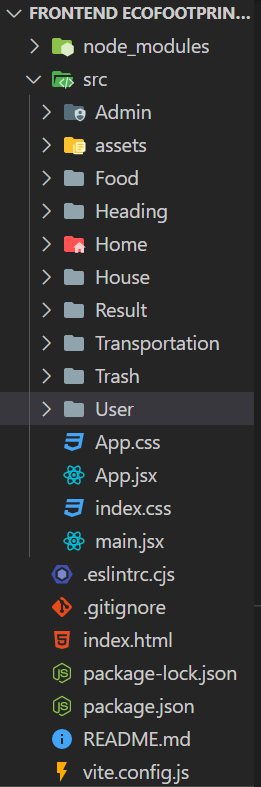 FRONTEND ECOFOOTPRIN...
node_modules
src
Admin
assets
Food
Heading
Home
House
Result
Transportation
Trash
User
App.css
App.jsx
index.css
main.jsx
.eslintrc.cjs
.gitignore
index.html
package-lock.json
package.json
README.md
vite.config.js